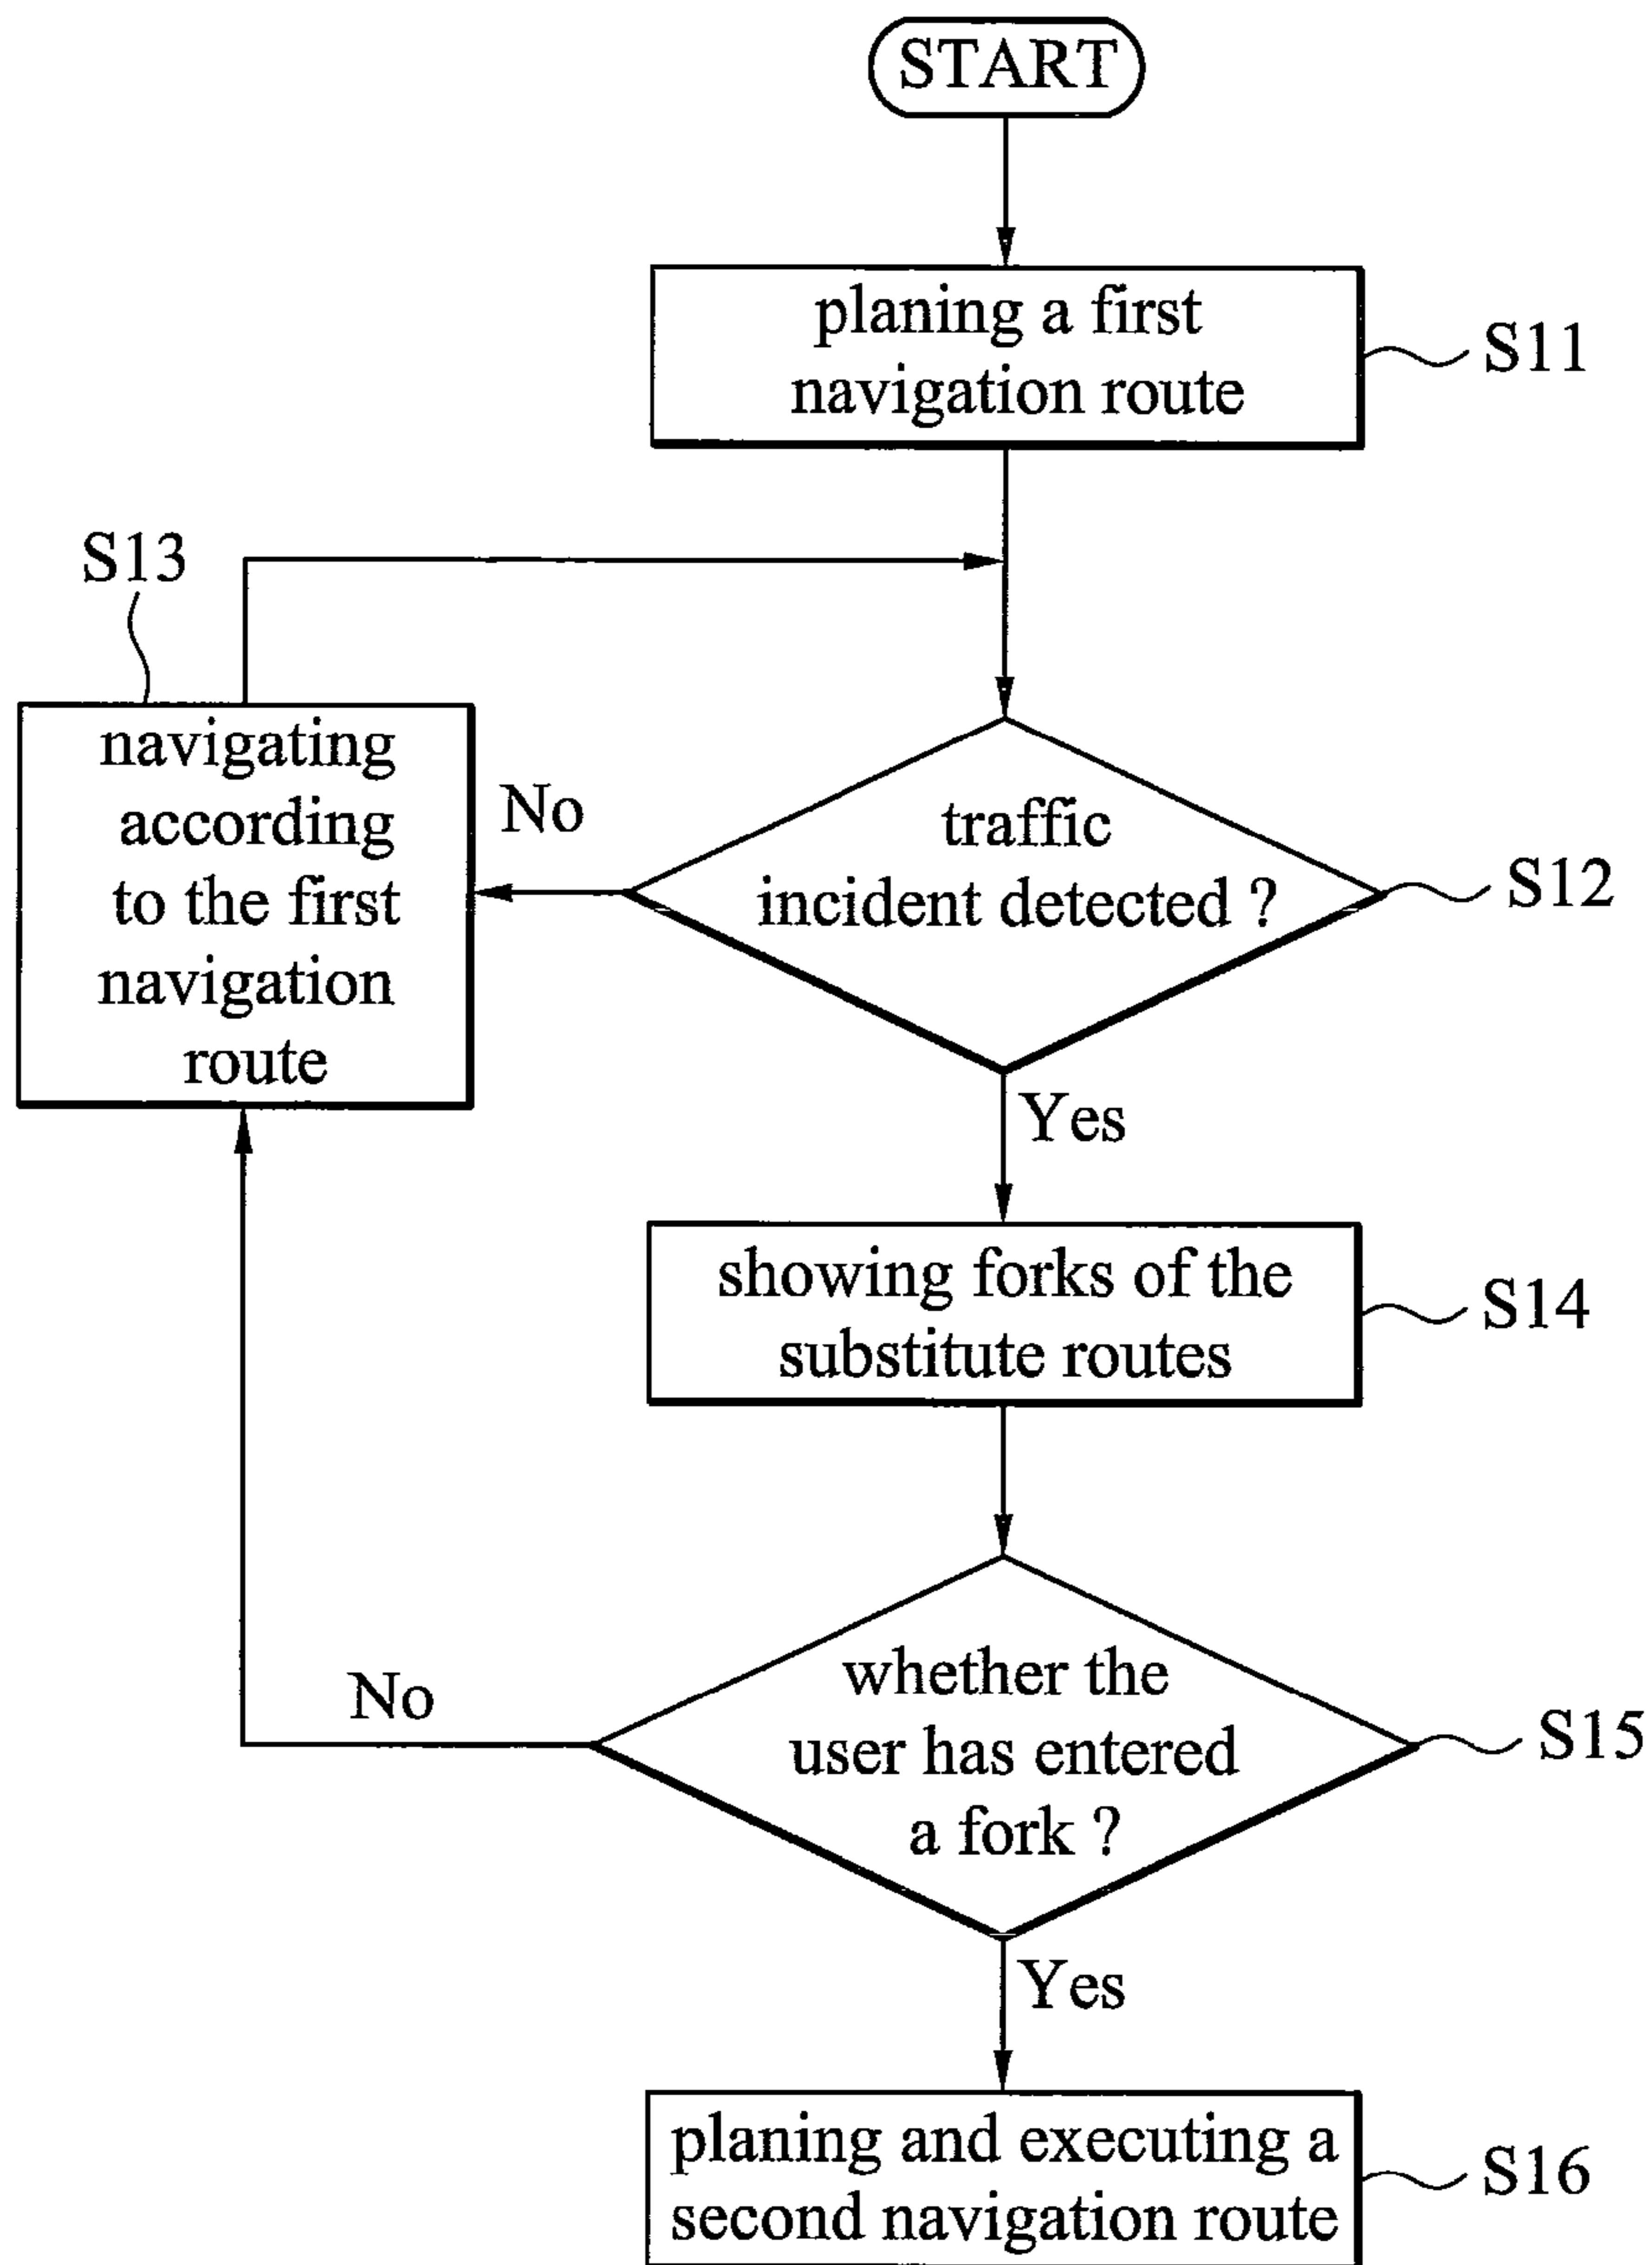 START
planing a first
navigation route
S11
S13
navigating
according
to the first
navigation
route
No
traffic
incident detected ?
S12
Yes
showing forks of the
substitute routes
S14
No
whether the
user has entered
a fork ?
S15
Yes
planing and executing a
second navigation route
S16